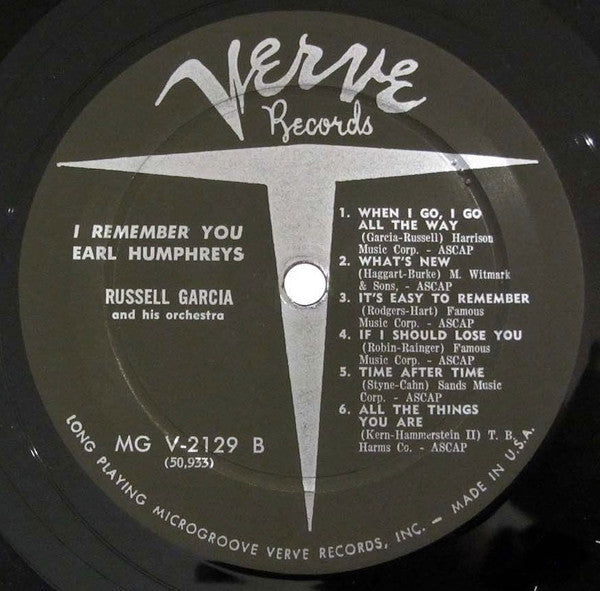 Verve
Records
I REMEMBER YOU
EARL HUMPHREYS
RUSSELL GARCIA
and his orchestra
MG V-2129 B
(50,933)
1. WHEN I GO, I GO
ALL THE WAY
(Garcia-Russell) Harrison
Music Corp. - ASCAP
2. WHAT'S NEW
(Haggart-Burke) M. Witmark
& Sons, - ASCAP
3. IT'S EASY TO REMEMBER
(Rodgers-Hart) Famous
Music Corp. - ASCAP
4. IF I SHOULD LOSE YOU
(Robin-Rainger) Famous
Music Corp. - ASCAP
5. TIME AFTER TIME
(Styne-Cahn) Sands Music
Corp. - ASCAP
6. ALL THE THINGS
YOU ARE
(Kern-Hammerstein II) T. B.
Harms Co. - ASCAP
LONG PLAYING MICROGROOVE VERVE RECORDS, INC. - MADE IN U.S.A.